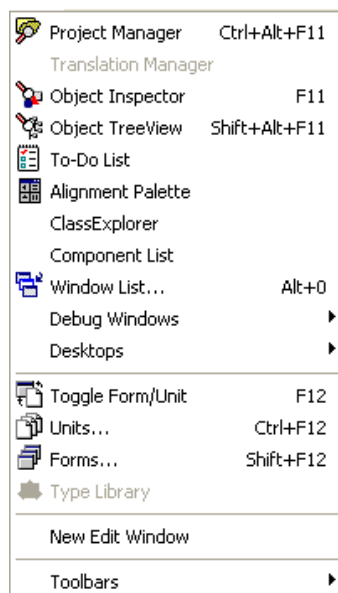 Project Manager Ctrl+Alt+F11
Translation Manager
Object Inspector F11
Object TreeView Shift+Alt+F11
To-Do List
Alignment Palette
ClassExplorer
Component List
Window List... Alt+0
Debug Windows
Desktops
Toggle Form/Unit F12
Units... Ctrl+F12
Forms... Shift+F12
Type Library
New Edit Window
Toolbars